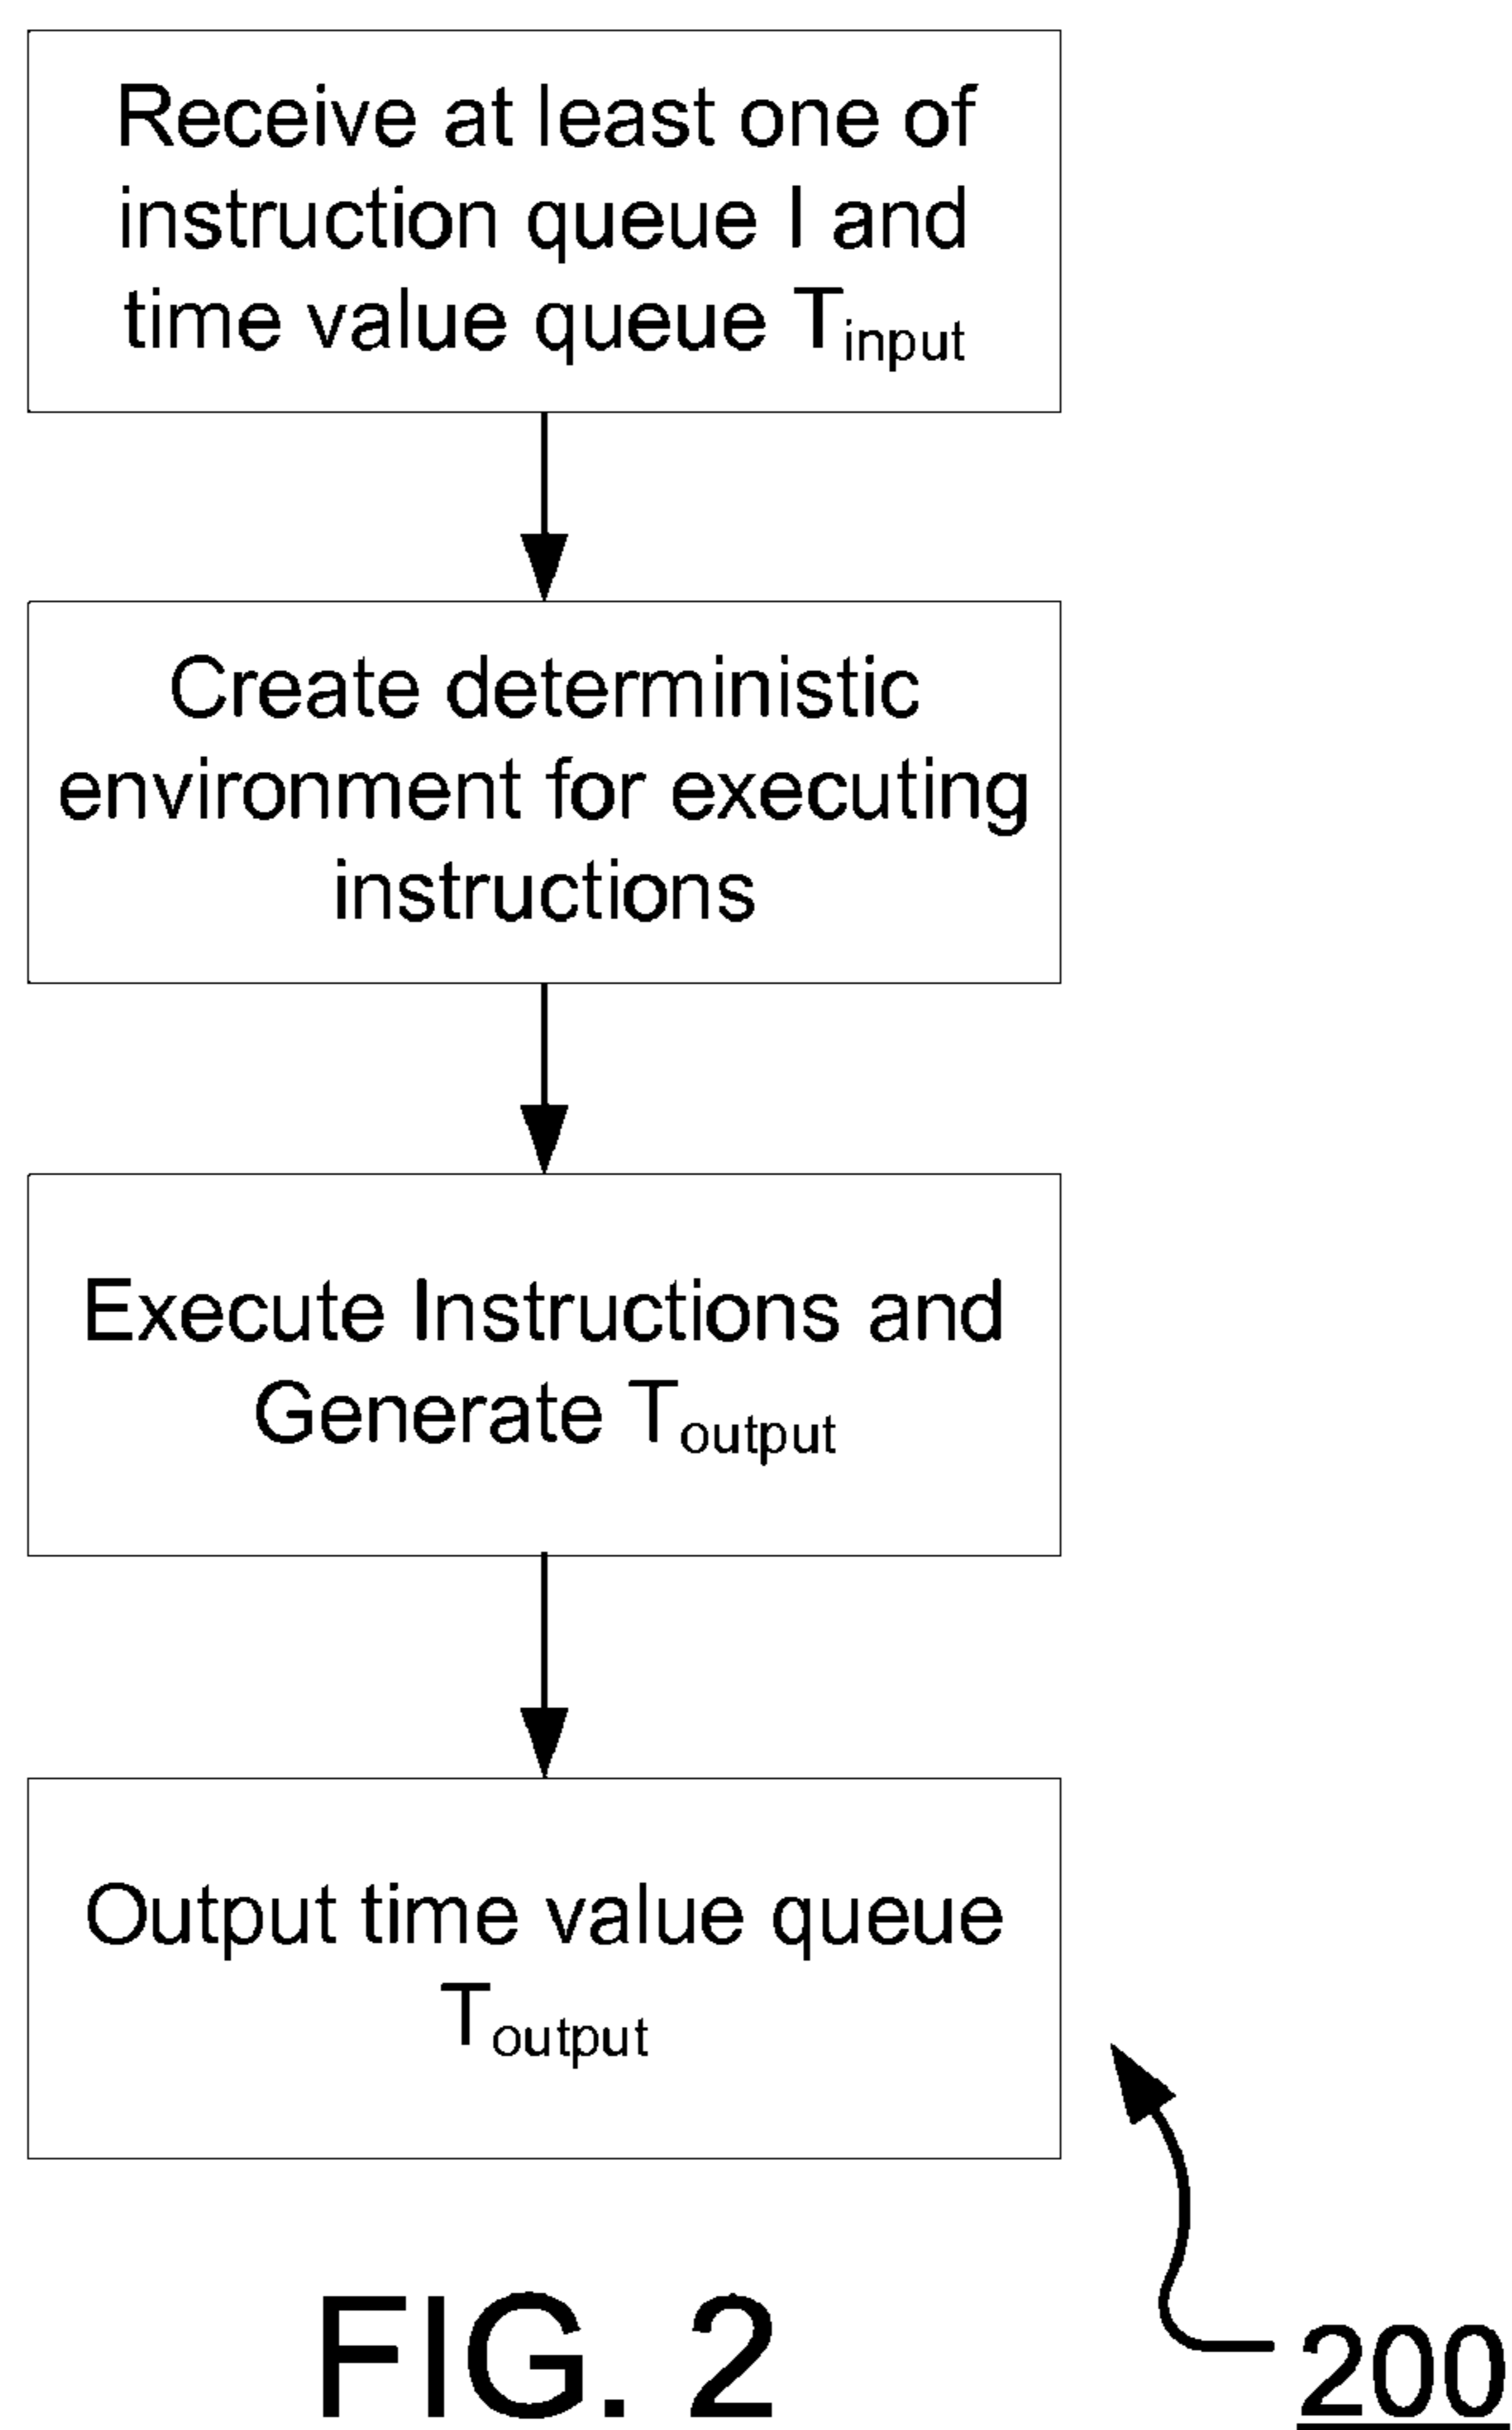 Receive at least one of
instruction queue I and
time value queue Tinput
Create deterministic
environment for executing
instructions
Execute Instructions and
Generate Toutput
Output time value queue
Toutput
FIG. 2
200